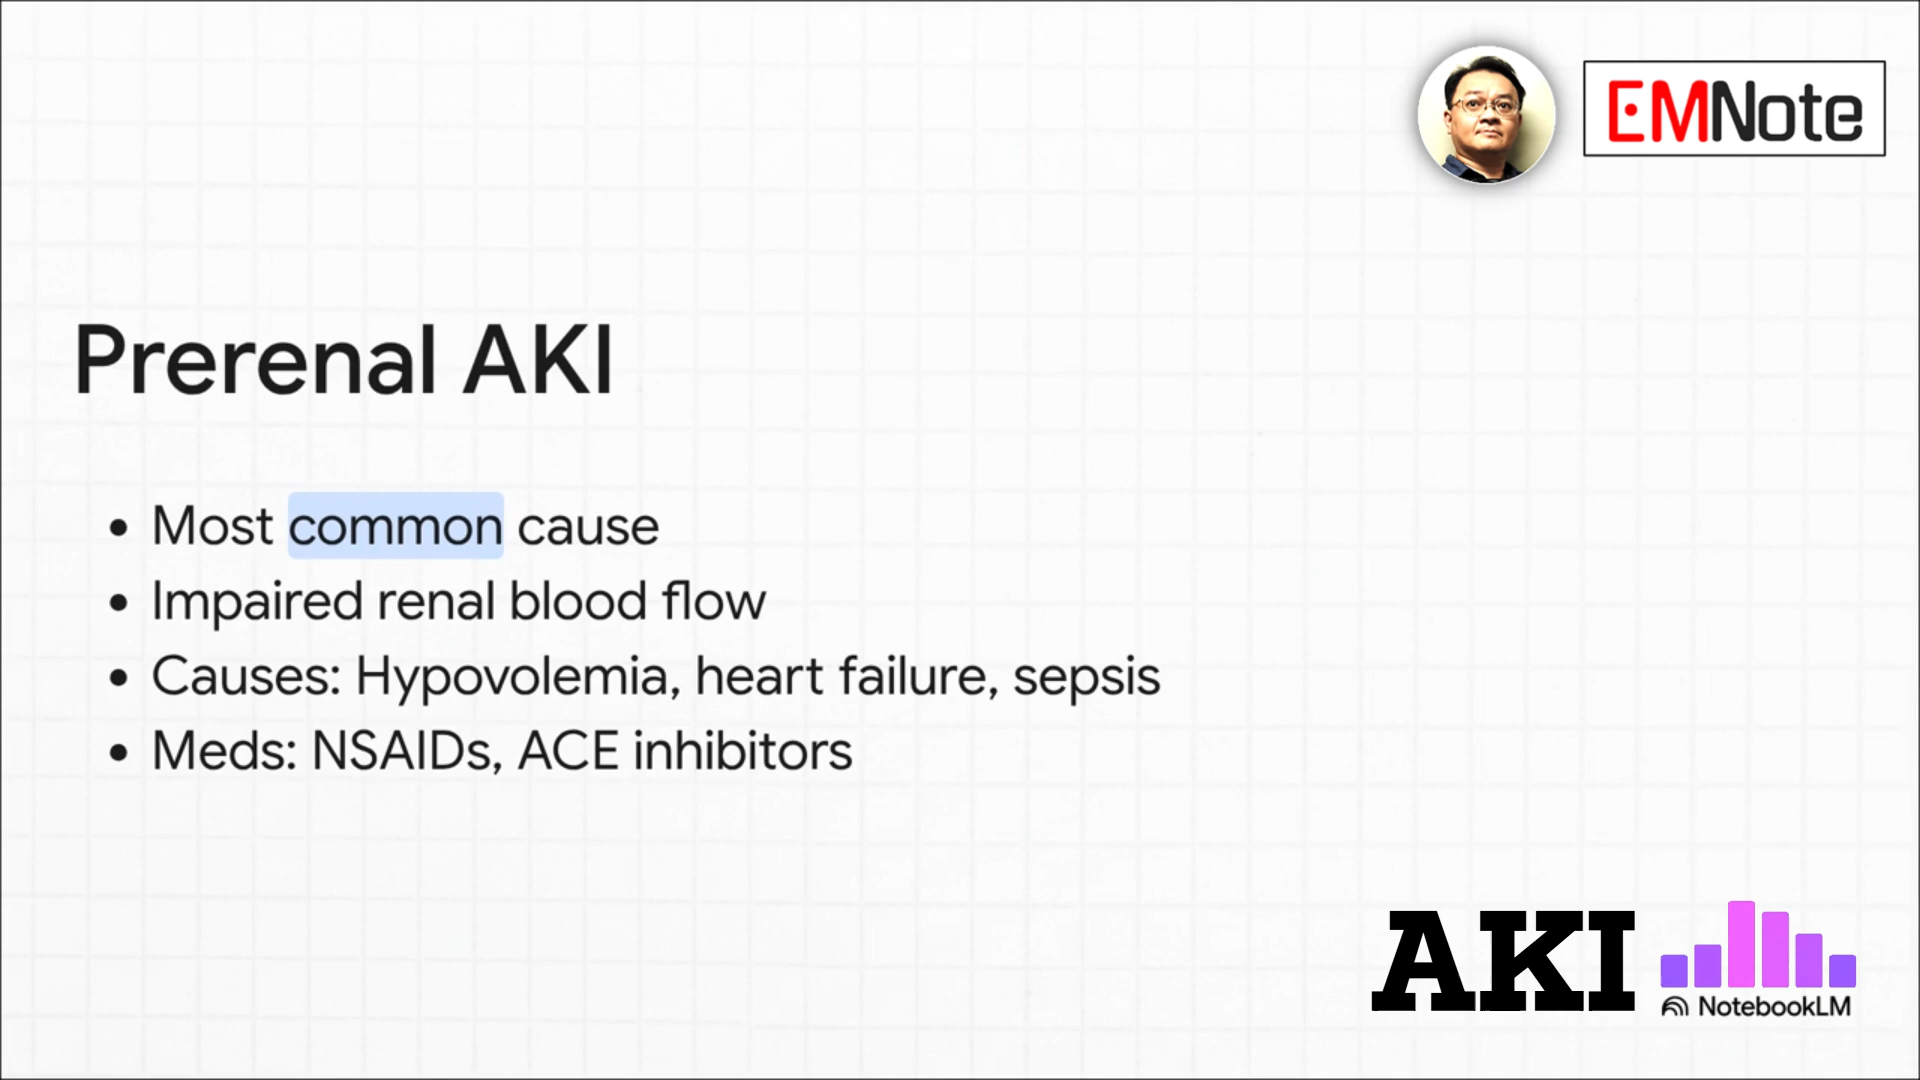 EMNote
Prerenal AKI
• Most common cause
• Impaired renal blood flow
• Causes: Hypovolemia, heart failure, sepsis
• Meds: NSAIDs, ACE inhibitors
AKI
NotebookLM